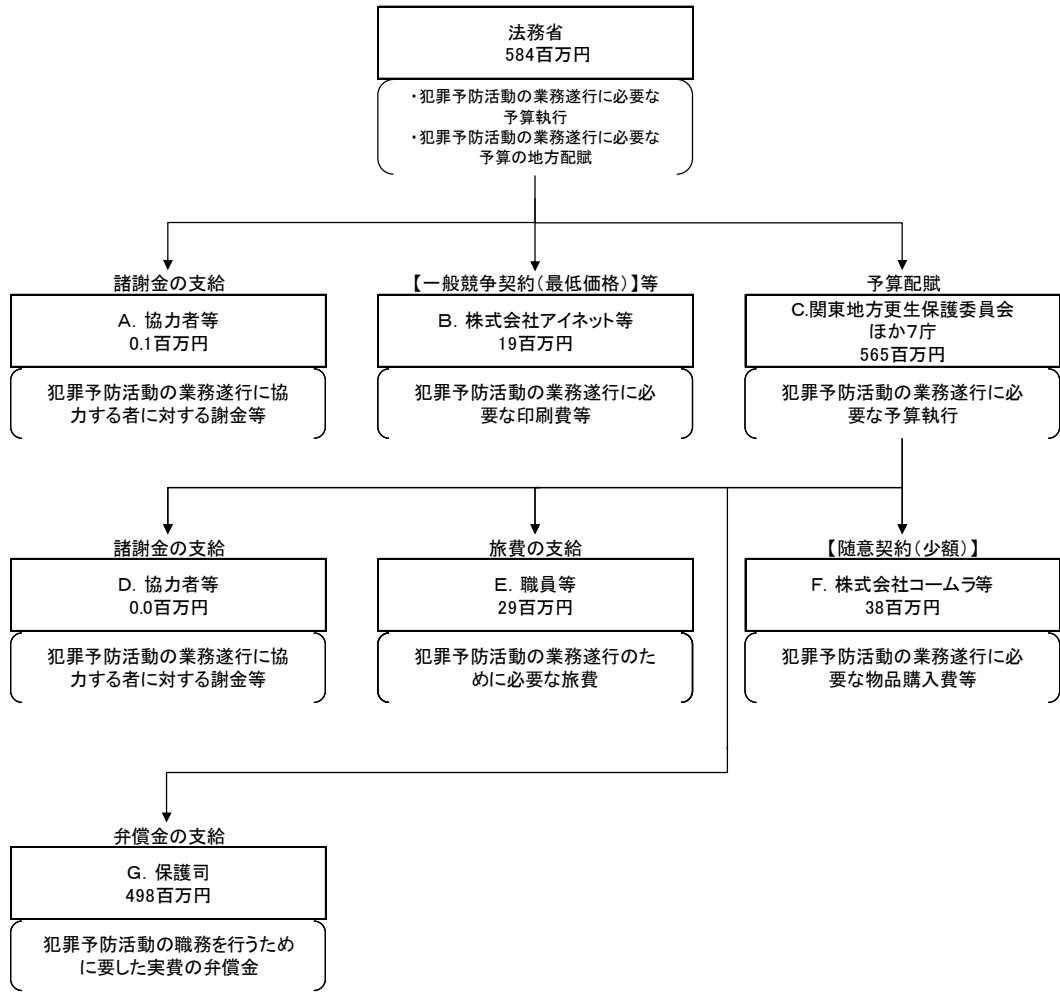 法務省
584百万円
・犯罪予防活動の業務遂行に必要な
予算執行
・犯罪予防活動の業務遂行に必要な
予算の地方配賦
諸謝金の支給
A. 協力者等
0.1百万円
犯罪予防活動の業務遂行に協
力する者に対する謝金等
【一般競争契約(最低価格)】等
B. 株式会社アイネット等
19百万円
犯罪予防活動の業務遂行に必
要な印刷費等
予算配賦
C.関東地方更生保護委員会
ほか7庁
565百万円
犯罪予防活動の業務遂行に必
要な予算執行
諸謝金の支給
D. 協力者等
0.0百万円
犯罪予防活動の業務遂行に協
力する者に対する謝金等
旅費の支給
E. 職員等
29百万円
犯罪予防活動の業務遂行のた
めに必要な旅費
【随意契約(少額)】
F. 株式会社コームラ等
38百万円
犯罪予防活動の業務遂行に必
要な物品購入費等
弁償金の支給
G. 保護司
498百万円
犯罪予防活動の職務を行うため
に要した実費の弁償金